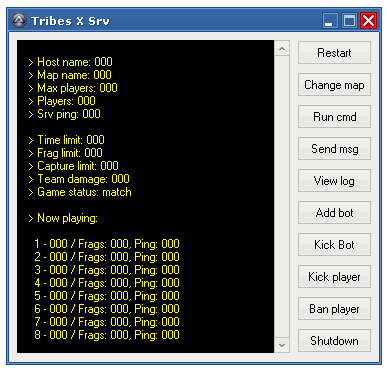 Tribes X Srv
> Host name: 000
> Map name: 000
> Max players: 000
> Players: 000
> Srv ping: 000
> Time limit: 000
> Frag limit: 000
> Capture limit: 000
> Team damage: 000
> Game status: match
> Now playing:
1 - 000 / Frags: 000, Ping: 000
2 - 000 / Frags: 000, Ping: 000
3 - 000 / Frags: 000, Ping: 000
4 - 000 / Frags: 000, Ping: 000
5 - 000 / Frags: 000, Ping: 000
6 - 000 / Frags: 000, Ping: 000
7 - 000 / Frags: 000, Ping: 000
8 - 000 / Frags: 000, Ping: 000
Restart
Change map
Run cmd
Send msg
View log
Add bot
Kick Bot
Kick player
Ban player
Shutdown